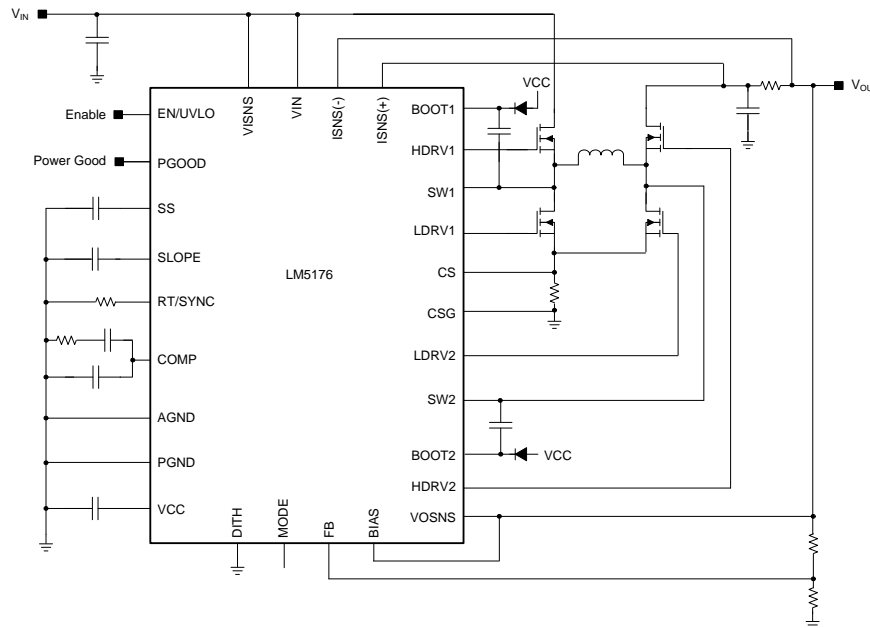 VIN
VCC
VOU
Enable
EN/UVLO
VISNS
VIN
ISNS(-)
ISNS(+)
BOOT1
Power Good
PGOOD
HDRV1
SS
SW1
LDRV1
SLOPE
LM5176
CS
RT/SYNC
CSG
COMP
LDRV2
SW2
AGND
BOOT2
VCC
PGND
HDRV2
VCC
DITH
MODE
FB
BIAS
VOSNS